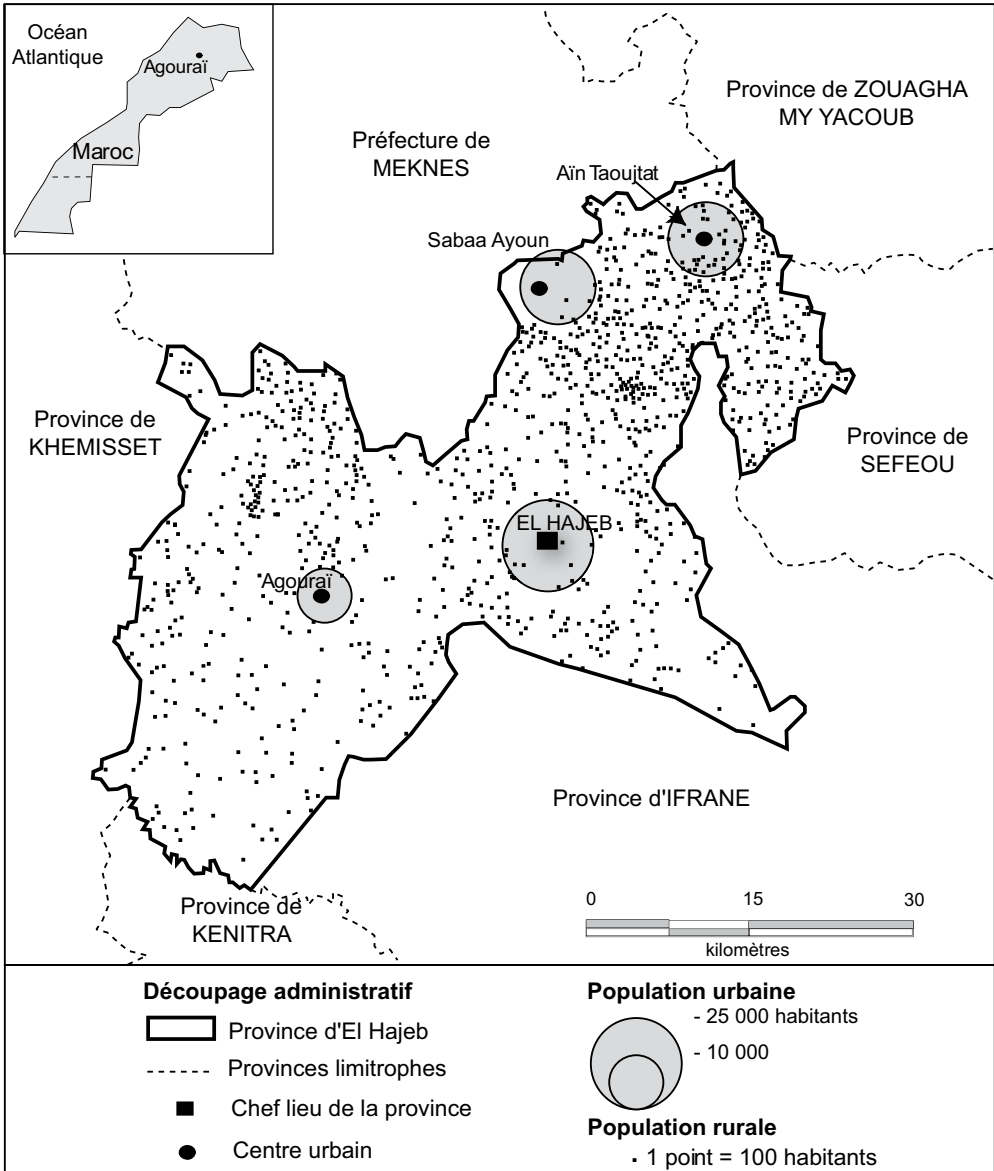 Océan
Atlantique
Agouraï
Maroc
Province de ZOUAGHA
MY YACOUB
Préfecture de
MEKNES
Aïn Taoujtat
Sabaa Ayoun
Province de
KHEMISSET
Province de
SEFEOU
EL HAJEB
Agouraï
Province d'IFRANE
Province de
KENITRA
0 15 30
kilomètres
Découpage administratif
Province d'El Hajeb
Provinces limitrophes
Chef lieu de la province
Centre urbain
Population urbaine
- 25 000 habitants
- 10 000
Population rurale
1 point = 100 habitants